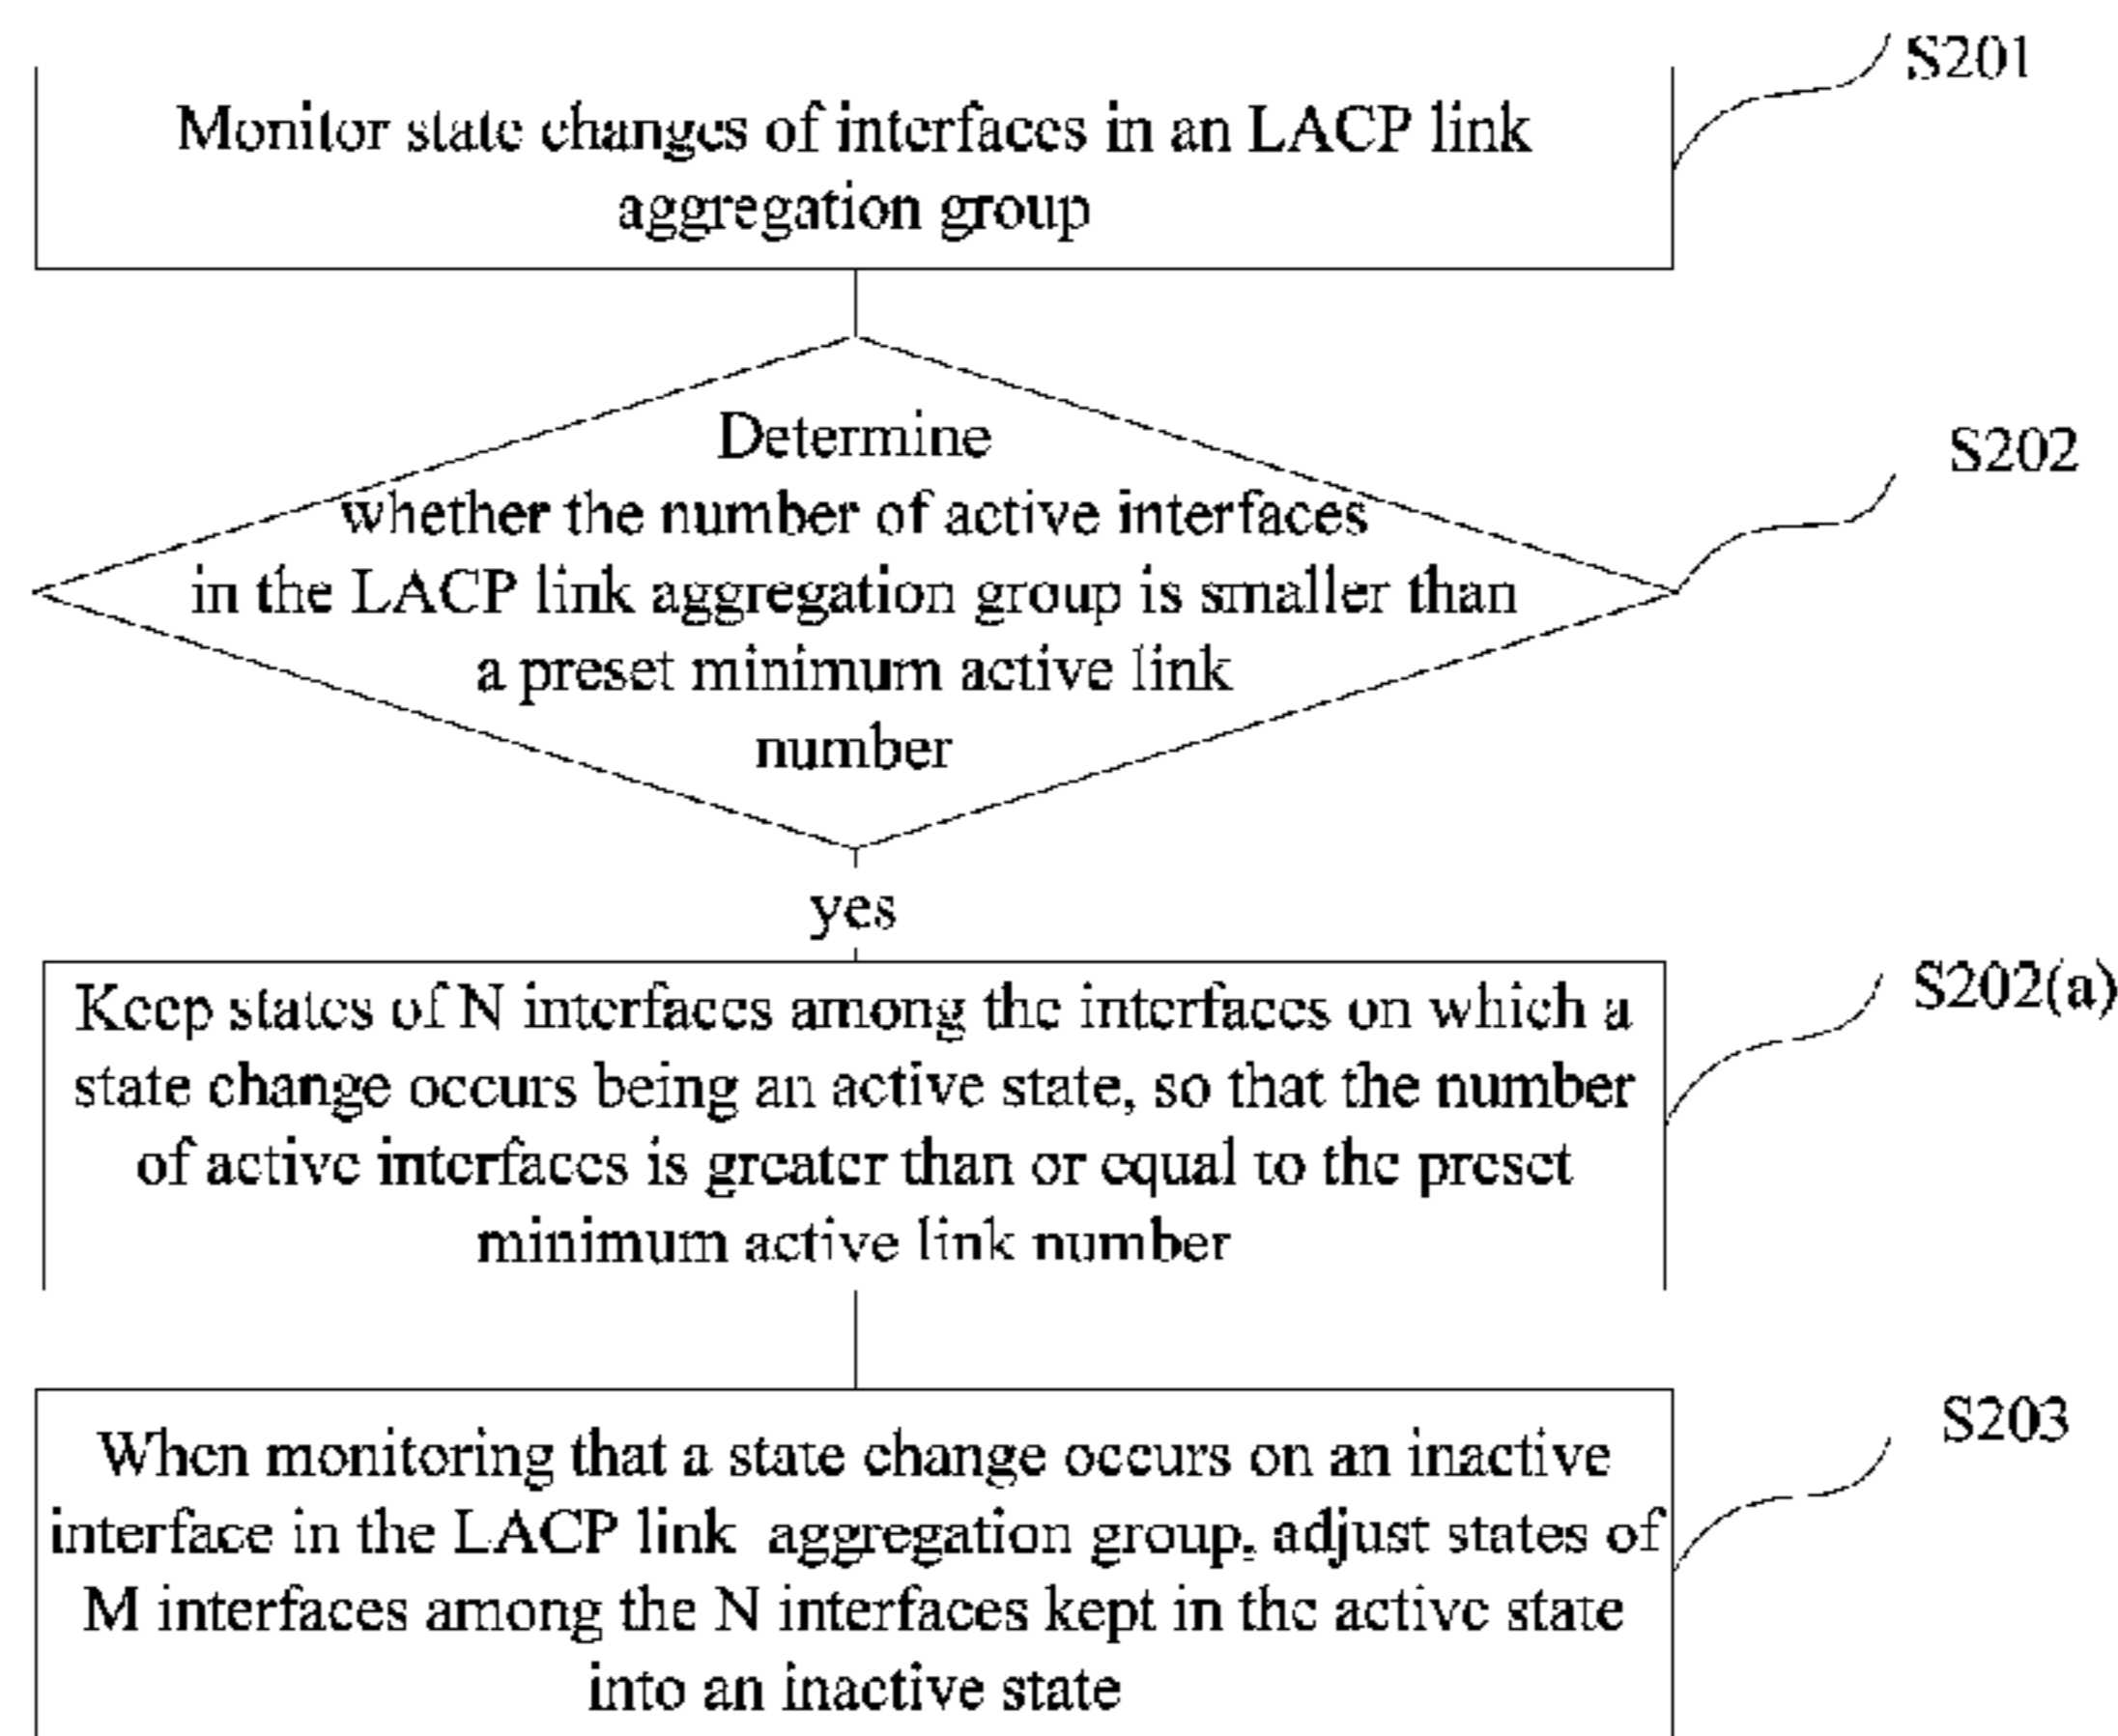 S201
Monitor state changes of interfaces in an LACP link
aggregation group
S202
Determine
whether the number of active interfaces
in the LACP link aggregation group is smaller than
a preset minimum active link
number
yes
S202(a)
Keep states of N interfaces among the interfaces on which a
state change occurs being an active state, so that the number
of active interfaces is greater than or equal to the preset
minimum active link number
S203
When monitoring that a state change occurs on an inactive
interface in the LACP link aggregation group, adjust states of
M interfaces among the N interfaces kept in the active state
into an inactive state